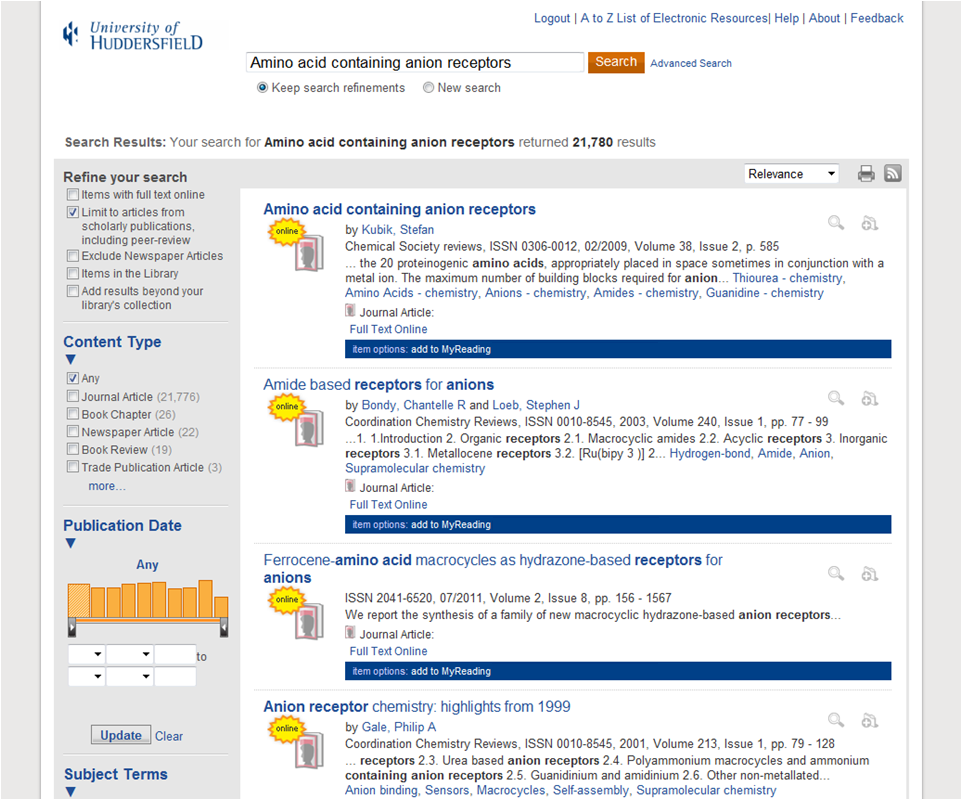 University of
HUDDERSFIELD
Logout | A to Z List of Electronic Resources| Help | About | Feedback
Amino acid containing anion receptors
Search
Advanced Search
Keep search refinements
New search
Search Results: Your search for Amino acid containing anion receptors returned 21,780 results
Relevance
Refine your search
Items with full text online
Limit to articles from
scholarly publications,
including peer-review
Exclude Newspaper Articles
Items in the Library
Add results beyond your
library's collection
Content Type
Any
Journal Article (21,776)
Book Chapter (26)
Newspaper Article (22)
Book Review (19)
Trade Publication Article (3)
more...
Publication Date
Any
to
Update Clear
Subject Terms
Amino acid containing anion receptors
online
by Kubik, Stefan
Chemical Society reviews, ISSN 0306-0012, 02/2009, Volume 38, Issue 2, p. 585
... the 20 proteinogenic amino acids, appropriately placed in space sometimes in conjunction with a
metal ion. The maximum number of building blocks required for anion... Thiourea - chemistry,
Amino Acids - chemistry, Anions - chemistry, Amides - chemistry, Guanidine - chemistry
Journal Article:
Full Text Online
item options: add to MyReading
Amide based receptors for anions
online
by Bondy, Chantelle R and Loeb, Stephen J
Coordination Chemistry Reviews, ISSN 0010-8545, 2003, Volume 240, Issue 1, pp. 77 - 99
...1. 1.Introduction 2. Organic receptors 2.1. Macrocyclic amides 2.2. Acyclic receptors 3. Inorganic
receptors 3.1. Metallocene receptors 3.2. [Ru(bipy 3 )] 2... Hydrogen-bond, Amide, Anion,
Supramolecular chemistry
Journal Article:
Full Text Online
item options: add to MyReading
Ferrocene-amino acid macrocycles as hydrazone-based receptors for
anions
online
ISSN 2041-6520, 07/2011, Volume 2, Issue 8, pp. 156 - 1567
We report the synthesis of a family of new macrocyclic hydrazone-based anion receptors...
Journal Article:
Full Text Online
item options: add to MyReading
Anion receptor chemistry: highlights from 1999
online
by Gale, Philip A
Coordination Chemistry Reviews, ISSN 0010-8545, 2001, Volume 213, Issue 1, pp. 79 - 128
... receptors 2.3. Urea based anion receptors 2.4. Polyammonium macrocycles and ammonium
containing anion receptors 2.5. Guanidinium and amidinium 2.6. Other non-metallated...
Anion binding, Sensors, Macrocycles, Self-assembly, Supramolecular chemistry